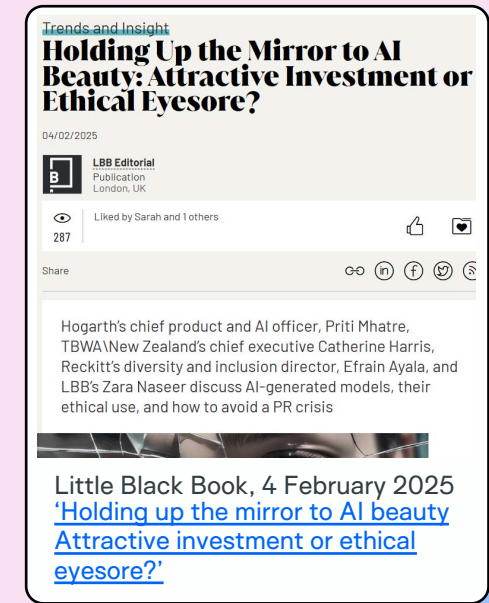 Trends and Insight
Holding Up the Mirror to AI
Beauty: Attractive Investment or
Ethical Eyesore?
04/02/2025
LBB Editorial
Publication
London, UK
B
287
Liked by Sarah and 1 others
Share
in
f
Hogarth's chief product and AI officer, Priti Mhatre,
TBWA\New Zealand's chief executive Catherine Harris,
Reckitt's diversity and inclusion director, Efrain Ayala, and
LBB's Zara Naseer discuss AI-generated models, their
ethical use, and how to avoid a PR crisis
Little Black Book, 4 February 2025
‘Holding up the mirror to AI beauty
Attractive investment or ethical
eyesore?’